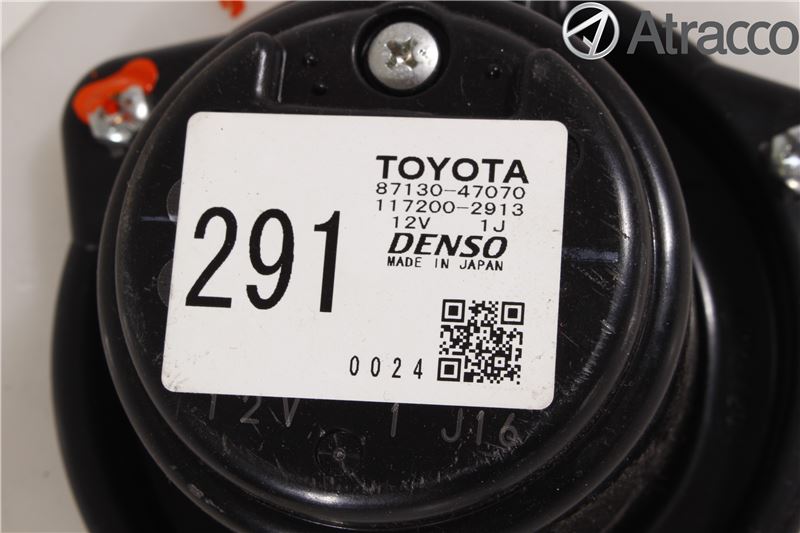 Atracco
TOYOTA
87130-47070
117200-2913
12V 1J
DENSO
MADE IN JAPAN
291
0024
12V 1 J16